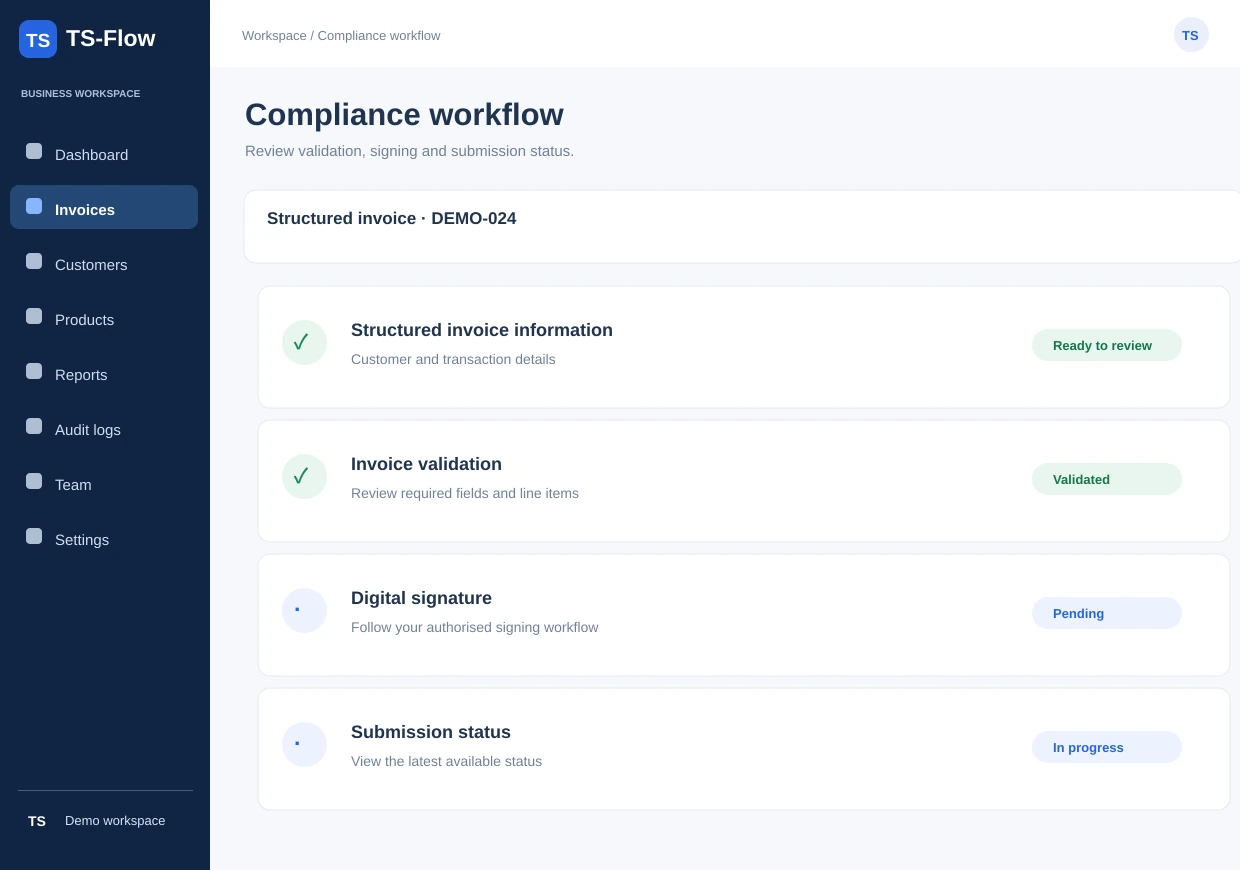 TS
TS-Flow
BUSINESS WORKSPACE
Dashboard
Invoices
Customers
Products
Reports
Audit logs
Team
Settings
TS
Demo workspace
Workspace / Compliance workflow
TS
Compliance workflow
Review validation, signing and submission status.
Structured invoice · DEMO-024
Structured invoice information
Customer and transaction details
Ready to review
Invoice validation
Review required fields and line items
Validated
Digital signature
Follow your authorised signing workflow
Pending
Submission status
View the latest available status
In progress